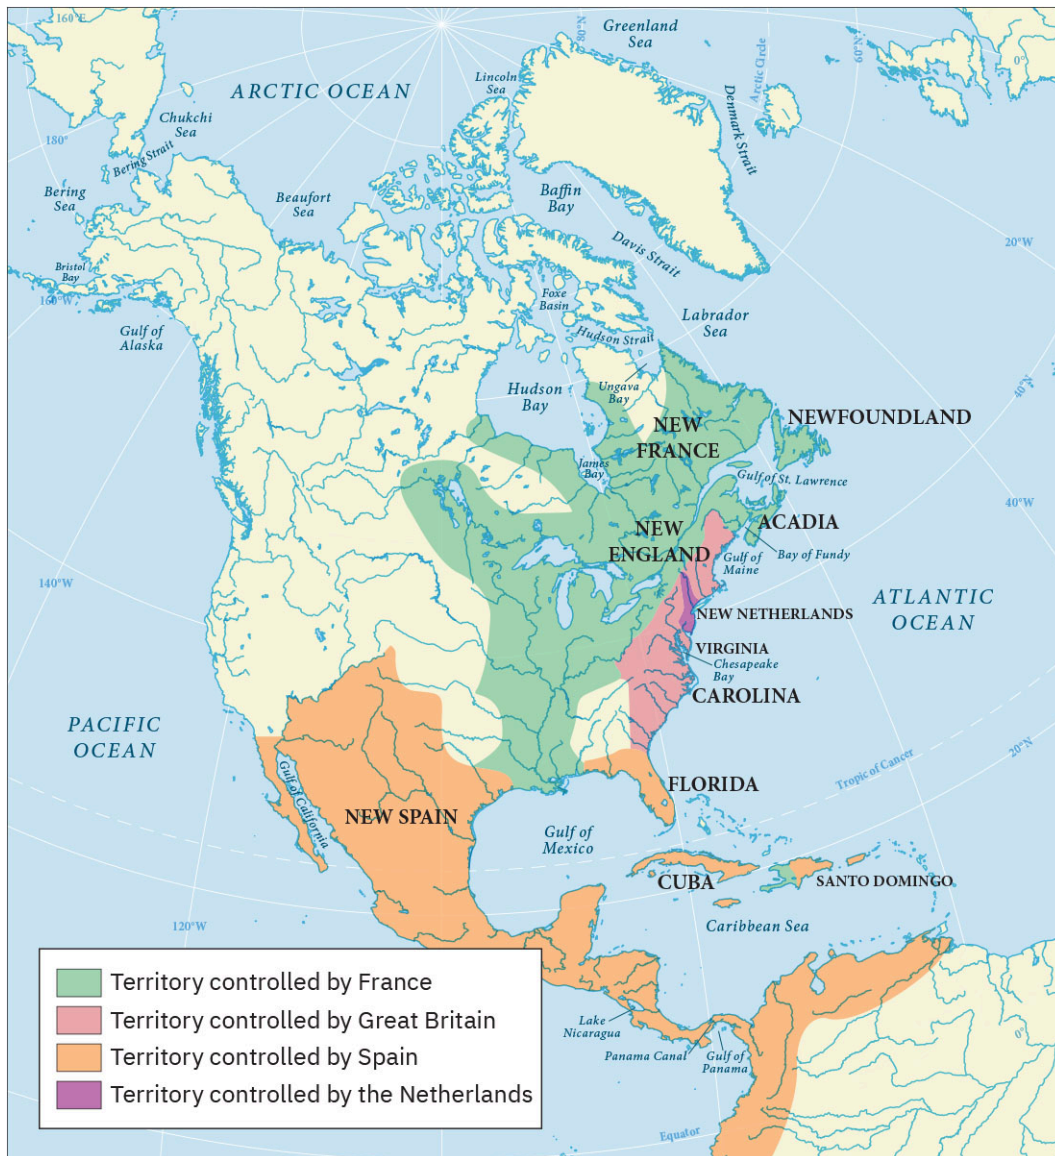 160°E
80°N
Greenland
Sea
60°N
0°
Arctic Circle
Lincoln
Sea
ARCTIC OCEAN
Denmark Strait
Chukchi
Sea
180°
Bering Strait
Bering
Sea
Beaufort
Sea
Baffin
Bay
Davis Strait
20°W
Bristol
Bay
160°W
Foxe
Basin
Gulf of
Alaska
Labrador
Sea
Hudson Strait
Hudson
Bay
Ungava
Bay
40°N
NEW
FRANCE
NEWFOUNDLAND
James
Bay
Gulf of St. Lawrence
40°W
NEW
ENGLAND
ACADIA
Bay of Fundy
Gulf of
Maine
140°W
ATLANTIC
OCEAN
NEW NETHERLANDS
VIRGINIA
Chesapeake
Bay
CAROLINA
PACIFIC
OCEAN
20°N
Tropic of Cancer
Gulf of California
FLORIDA
NEW SPAIN
Gulf of
Mexico
CUBA
SANTO DOMINGO
Caribbean Sea
120°W
Territory controlled by France
Territory controlled by Great Britain
Territory controlled by Spain
Territory controlled by the Netherlands
Lake
Nicaragua
Panama Canal
Gulf of
Panama
0°
Equator